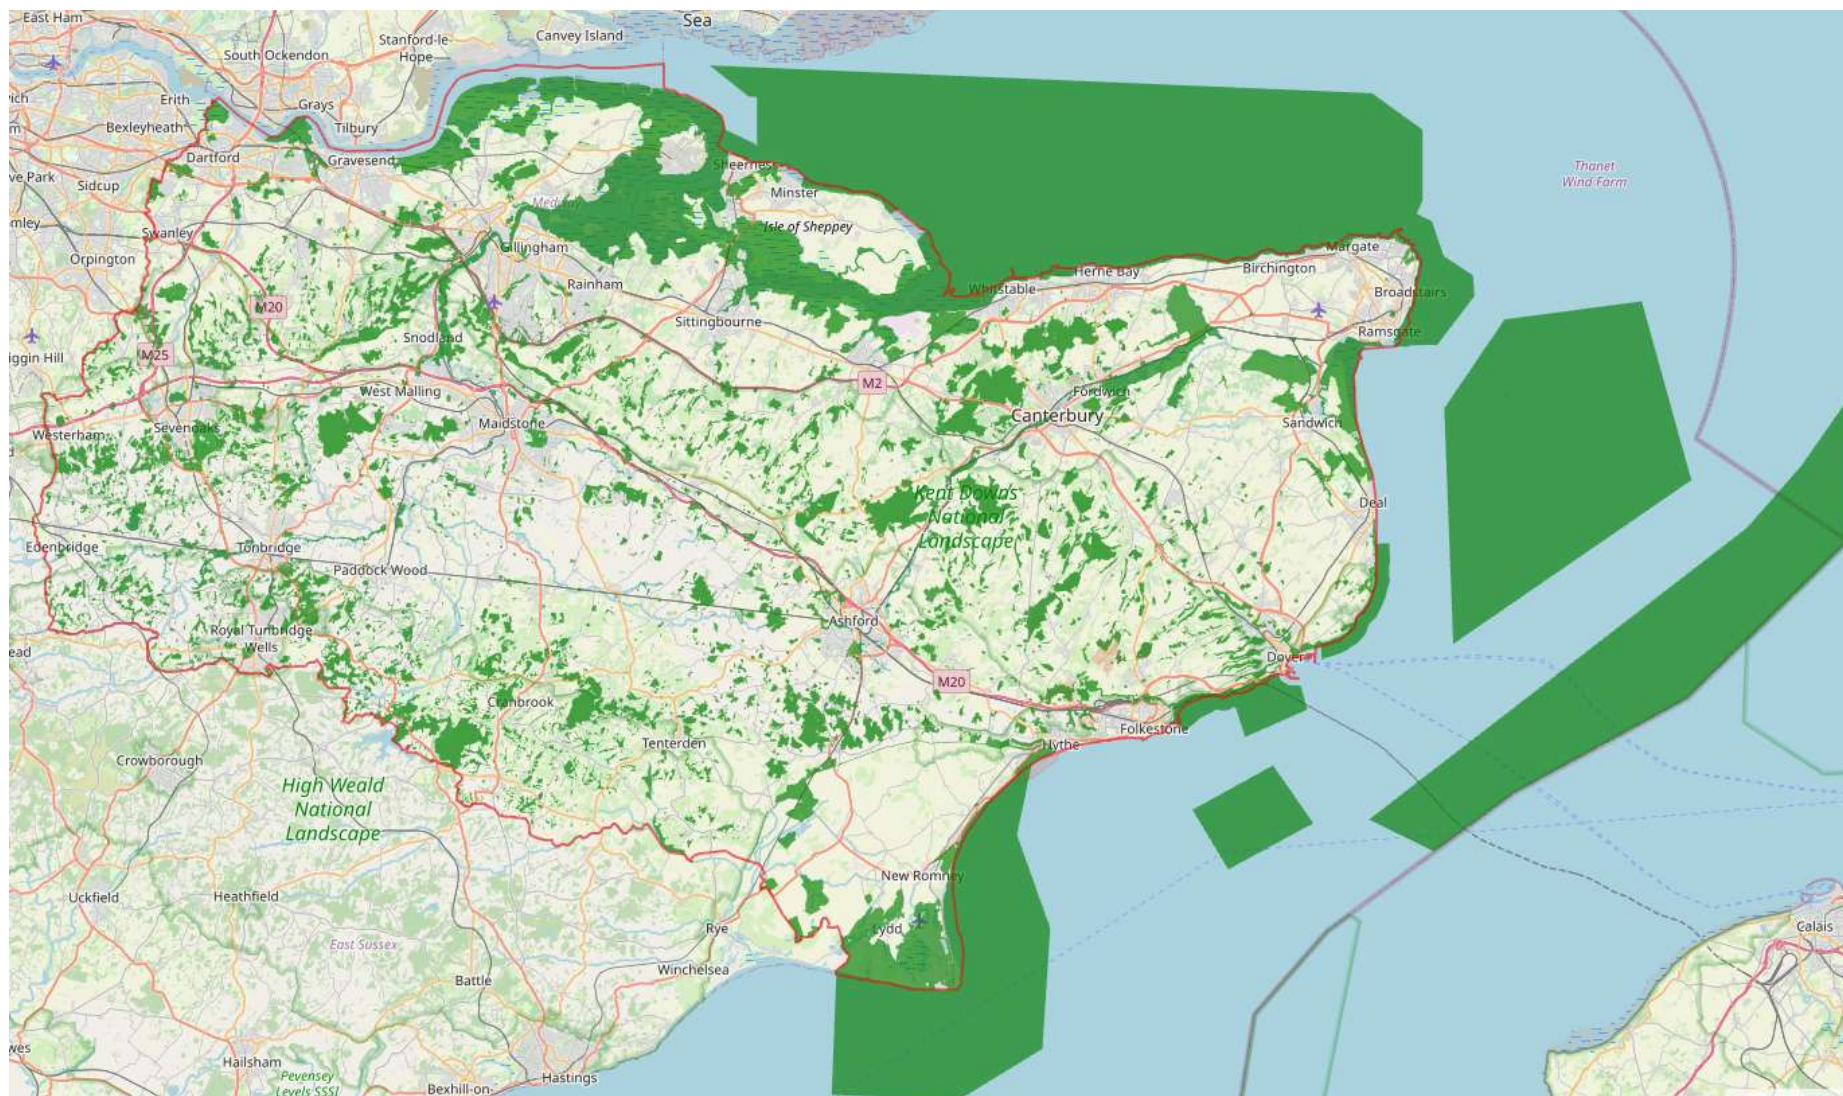 East Ham
Sea
Stanford-le
Hope
Canvey Island
South Ockendon
Erith
Grays
Bexleyheath
Tilbury
Dartford
Gravesend
Sheerness
Sidcup
Minster
Thanet
Wind Farm
Medway
Isle of Sheppey
Swanley
Gillingham
Orpington
Margate
Birchington
Herne Bay
Whitstable
Rainham
Broadstairs
M20
Sittingbourne
Ramsgate
Snodland
M25
M2
West Malling
Fordwich
Canterbury
Maidstone
Sandwich
Westerham
Sevenoaks
Kent Downs
National
Landscape
Deal
Edenbridge
Tonbridge
Paddock Wood
Ashford
Royal Tunbridge
Wells
Dover
M20
Cranbrook
Folkestone
Tenterden
Hythe
Crowborough
High Weald
National
Landscape
New Romney
Uckfield
Heathfield
Rye
Lydd
Calais
East Sussex
Winchelsea
Battle
Hailsham
Pevensey
Levels SSSI
Hastings
Bexhill-on-